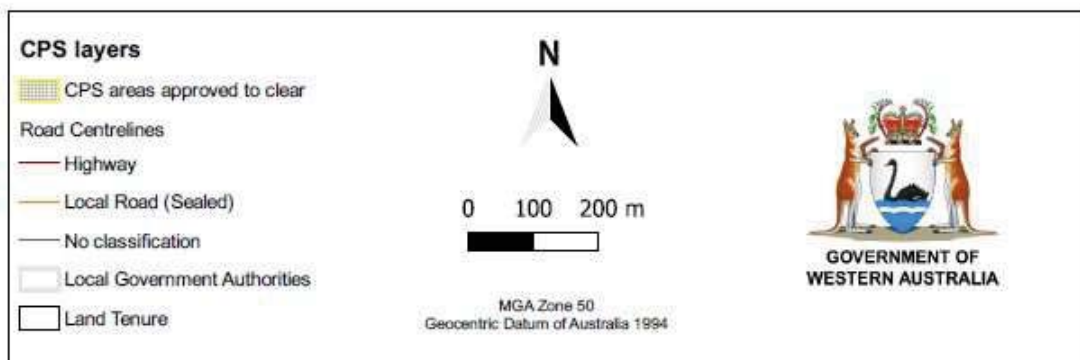 CPS layers
CPS areas approved to clear
Road Centrelines
Highway
Local Road (Sealed)
No classification
Local Government Authorities
Land Tenure
N
0 100 200 m
MGA Zone 50
Geocentric Datum of Australia 1994
GOVERNMENT OF
WESTERN AUSTRALIA